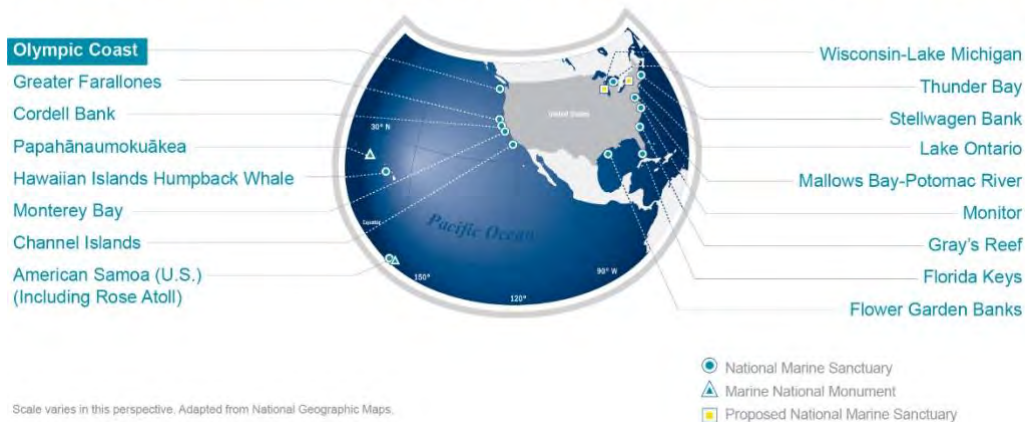 Olympic Coast
Greater Farallones
Cordell Bank
Papahānaumokuākea
Hawaiian Islands Humpback Whale
Monterey Bay
Channel Islands
American Samoa (U.S.)
(Including Rose Atoll)
United States
30° N
Equator
Pacific Ocean
150°
120°
90° W
Wisconsin-Lake Michigan
Thunder Bay
Stellwagen Bank
Lake Ontario
Mallows Bay-Potomac River
Monitor
Gray's Reef
Florida Keys
Flower Garden Banks
National Marine Sanctuary
Marine National Monument
Proposed National Marine Sanctuary
Scale varies in this perspective. Adapted from National Geographic Maps.